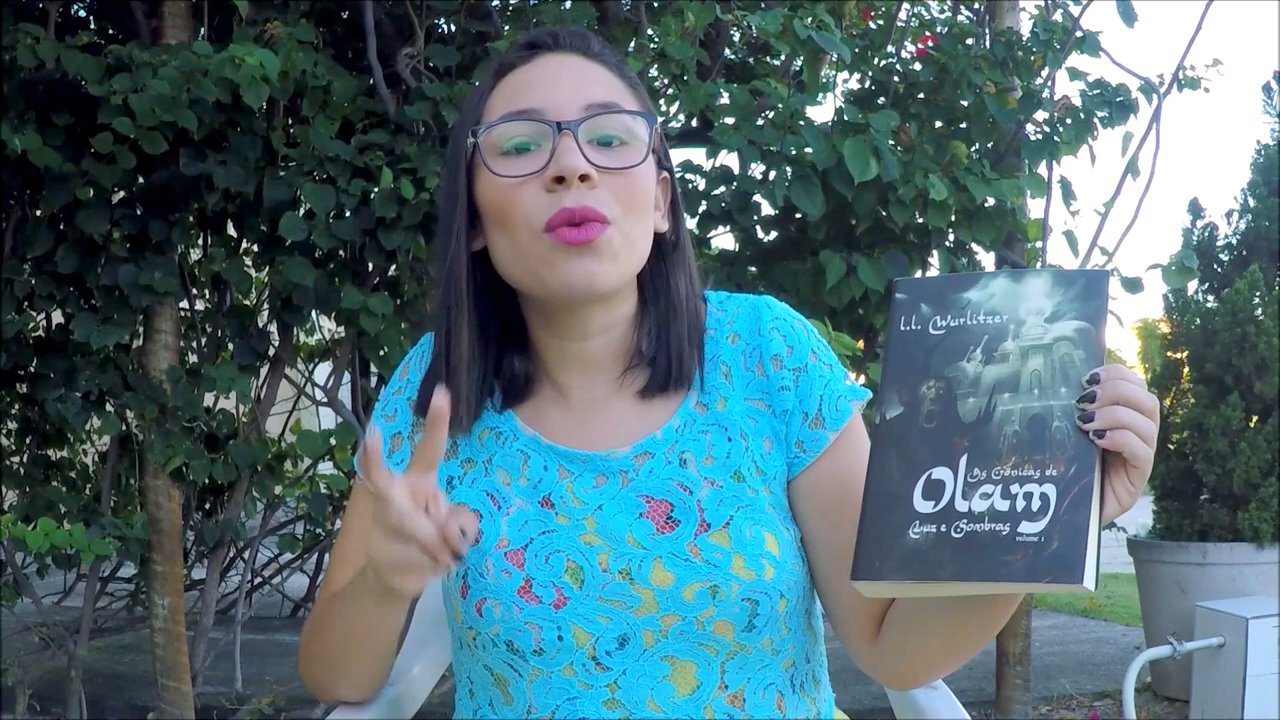 L.L. Wurlitzer
As Crônicas de
Olam
Luz e Sombras
volume 1